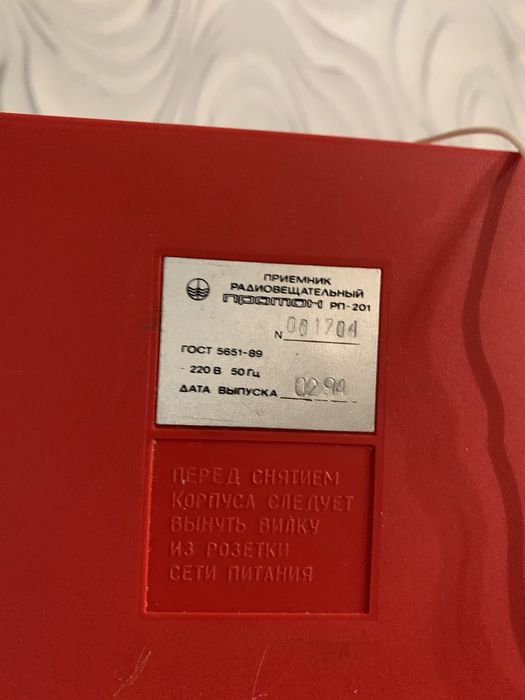 ПРИЕМНИК
РАДИОВЕЩАТЕЛЬНЫЙ
ПРОТОН РП-201
N 001704
ГОСТ 5651-89
~ 220 В 50 Гц
ДАТА ВЫПУСКА 02 94
ПЕРЕД СНЯТИЕМ
КОРПУСА СЛЕДУЕТ
ВЫНУТЬ ВИЛКУ
ИЗ РОЗЕТКИ
СЕТИ ПИТАНИЯ